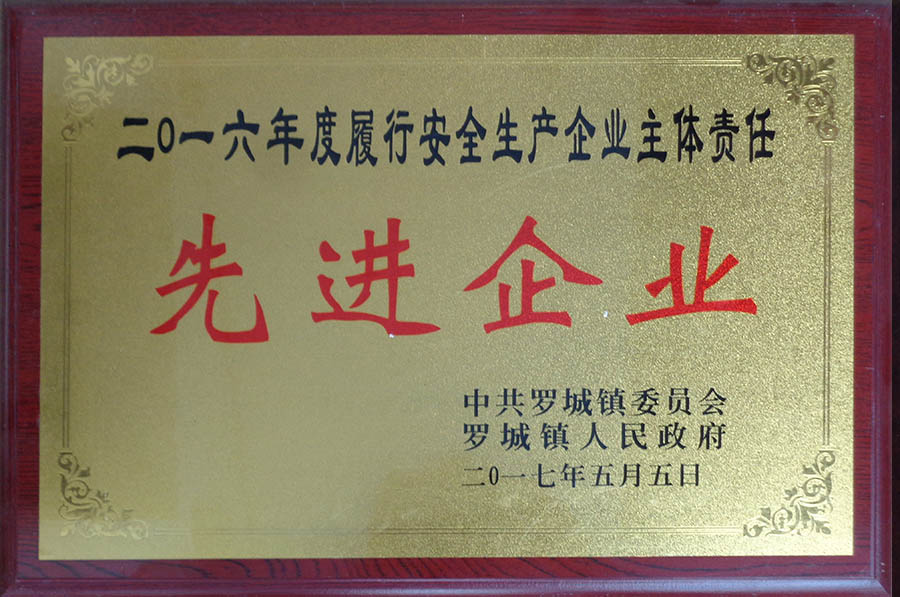 二0一六年度履行安全生产企业主体责任
先进企业
中共罗城镇委员会
罗城镇人民政府
二0一七年五月五日